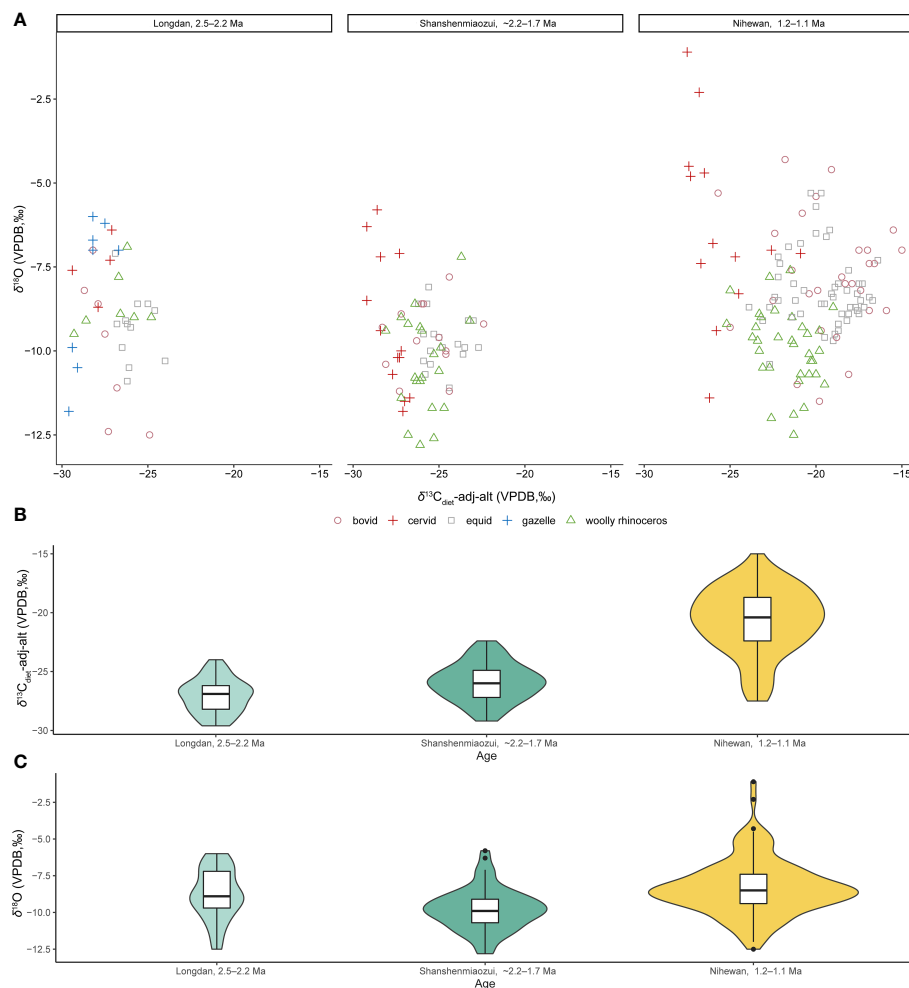 A
Longdan, 2.5−2.2 Ma
Shanshenmiaozui, ~2.2−1.7 Ma
Nihewan, 1.2−1.1 Ma
−2.5
−5.0
−7.5
−10.0
−12.5
δ18O (VPDB,‰)
−30 −25 −20 −15
−30 −25 −20 −15
−30 −25 −20 −15
δ13Cdiet-adj-alt (VPDB,‰)
bovid cervid equid gazelle woolly rhinoceros
B
−15
−20
−25
−30
δ13Cdiet-adj-alt (VPDB,‰)
Longdan, 2.5−2.2 Ma
Shanshenmiaozui, ~2.2−1.7 Ma
Nihewan, 1.2−1.1 Ma
Age
C
−2.5
−5.0
−7.5
−10.0
−12.5
δ18O (VPDB,‰)
Longdan, 2.5−2.2 Ma
Shanshenmiaozui, ~2.2−1.7 Ma
Nihewan, 1.2−1.1 Ma
Age